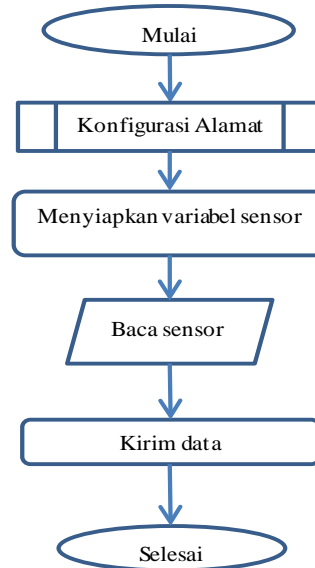 Mulai
Konfigurasi Alamat
Menyiapkan variabel sensor
Baca sensor
Kirim data
Selesai